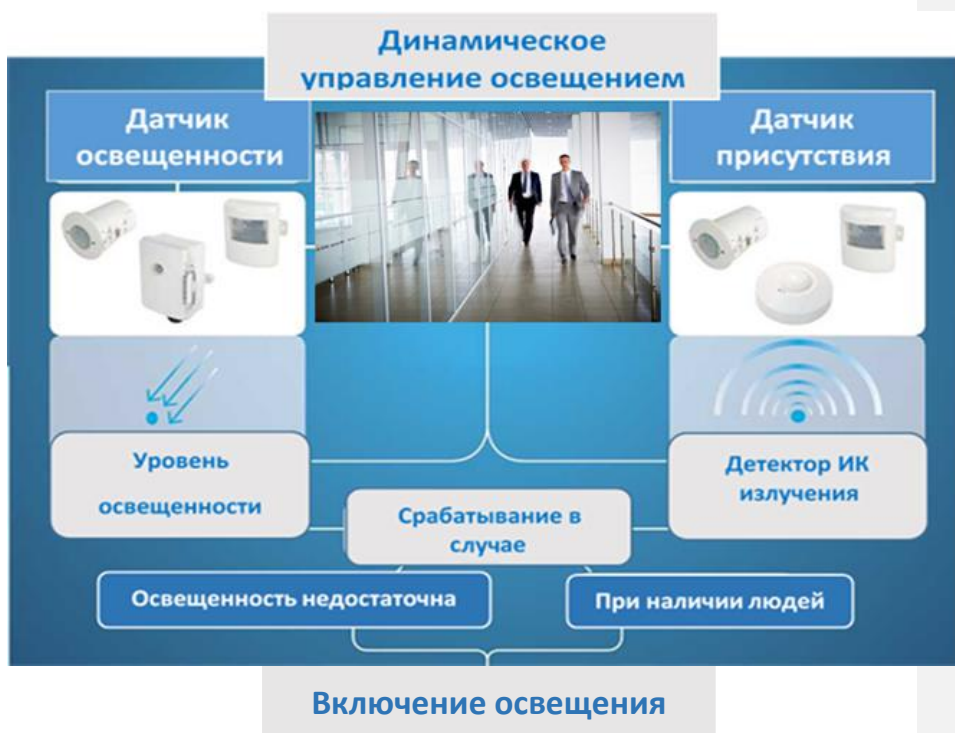 Динамическое
управление освещением
Датчик
освещенности
Датчик
присутствия
Уровень
освещенности
Детектор ИК
излучения
Срабатывание в
случае
Освещенность недостаточна
При наличии людей
Включение освещения